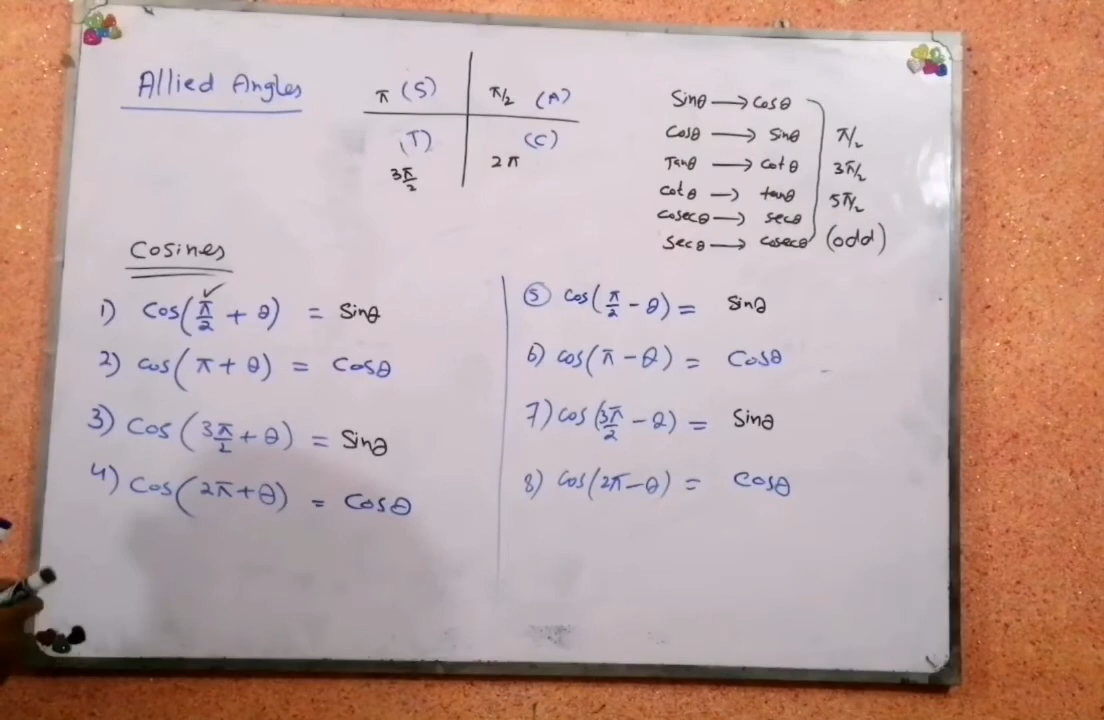 Allied Angles
π (S) π/2 (A)
(T) (C)
3π/2 2π
Sinθ → Cosθ
Cosθ → Sinθ π/2
Tanθ → Cotθ 3π/2
Cotθ → tanθ 5π/2
Cosecθ → Secθ
Secθ → Cosecθ (odd)
Cosines
1) Cos(π/2 + θ) = Sinθ
2) Cos(π + θ) = Cosθ
3) Cos(3π/2 + θ) = Sinθ
4) Cos(2π + θ) = Cosθ
5 Cos(π/2 - θ) = Sinθ
6) Cos(π - θ) = Cosθ
7) Cos(3π/2 - θ) = Sinθ
8) Cos(2π - θ) = Cosθ